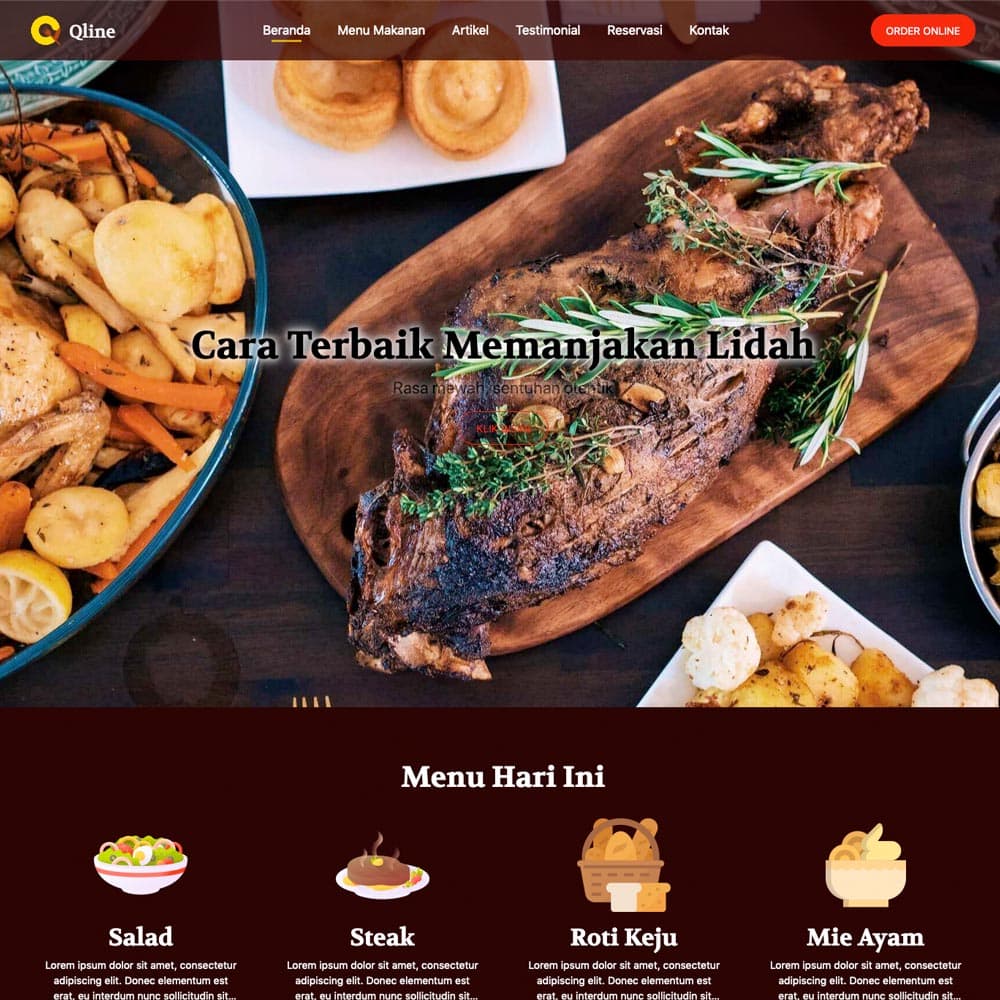 Qline
Beranda Menu Makanan Artikel Testimonial Reservasi Kontak
ORDER ONLINE
Cara Terbaik Memanjakan Lidah
Rasa mewah, sentuhan otentik
Menu Hari Ini
Salad Steak Roti Keju Mie Ayam
Lorem ipsum dolor sit amet, consectetur
adipiscing elit. Donec elementum est
erat, eu interdum nunc sollicitudin sit...
Lorem ipsum dolor sit amet, consectetur
adipiscing elit. Donec elementum est
erat, eu interdum nunc sollicitudin sit...
Lorem ipsum dolor sit amet, consectetur
adipiscing elit. Donec elementum est
erat, eu interdum nunc sollicitudin sit...
Lorem ipsum dolor sit amet, consectetur
adipiscing elit. Donec elementum est
erat, eu interdum nunc sollicitudin sit...